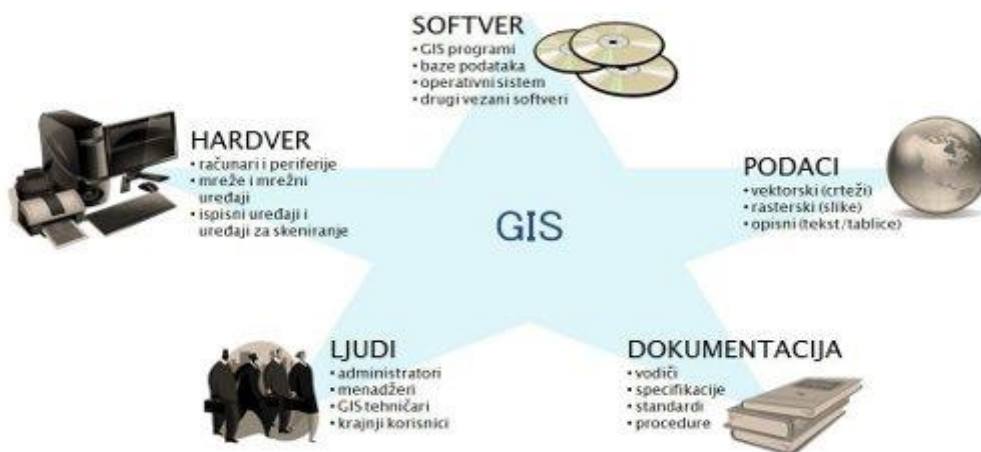 SOFTVER
• GIS programi
• baze podataka
• operativni sistem
• drugi vezani softveri
HARDVER
• računari i periferije
• mreže i mrežni
uređaji
• ispisni uređaji i
uređaji za skeniranje
PODACI
• vektorski (crteži)
• rasterski (slike)
• opisni (tekst/tablice)
GIS
LJUDI
• administratori
• menadžeri
• GIS tehničari
• krajnji korisnici
DOKUMENTACIJA
• vodiči
• specifikacije
• standardi
• procedure